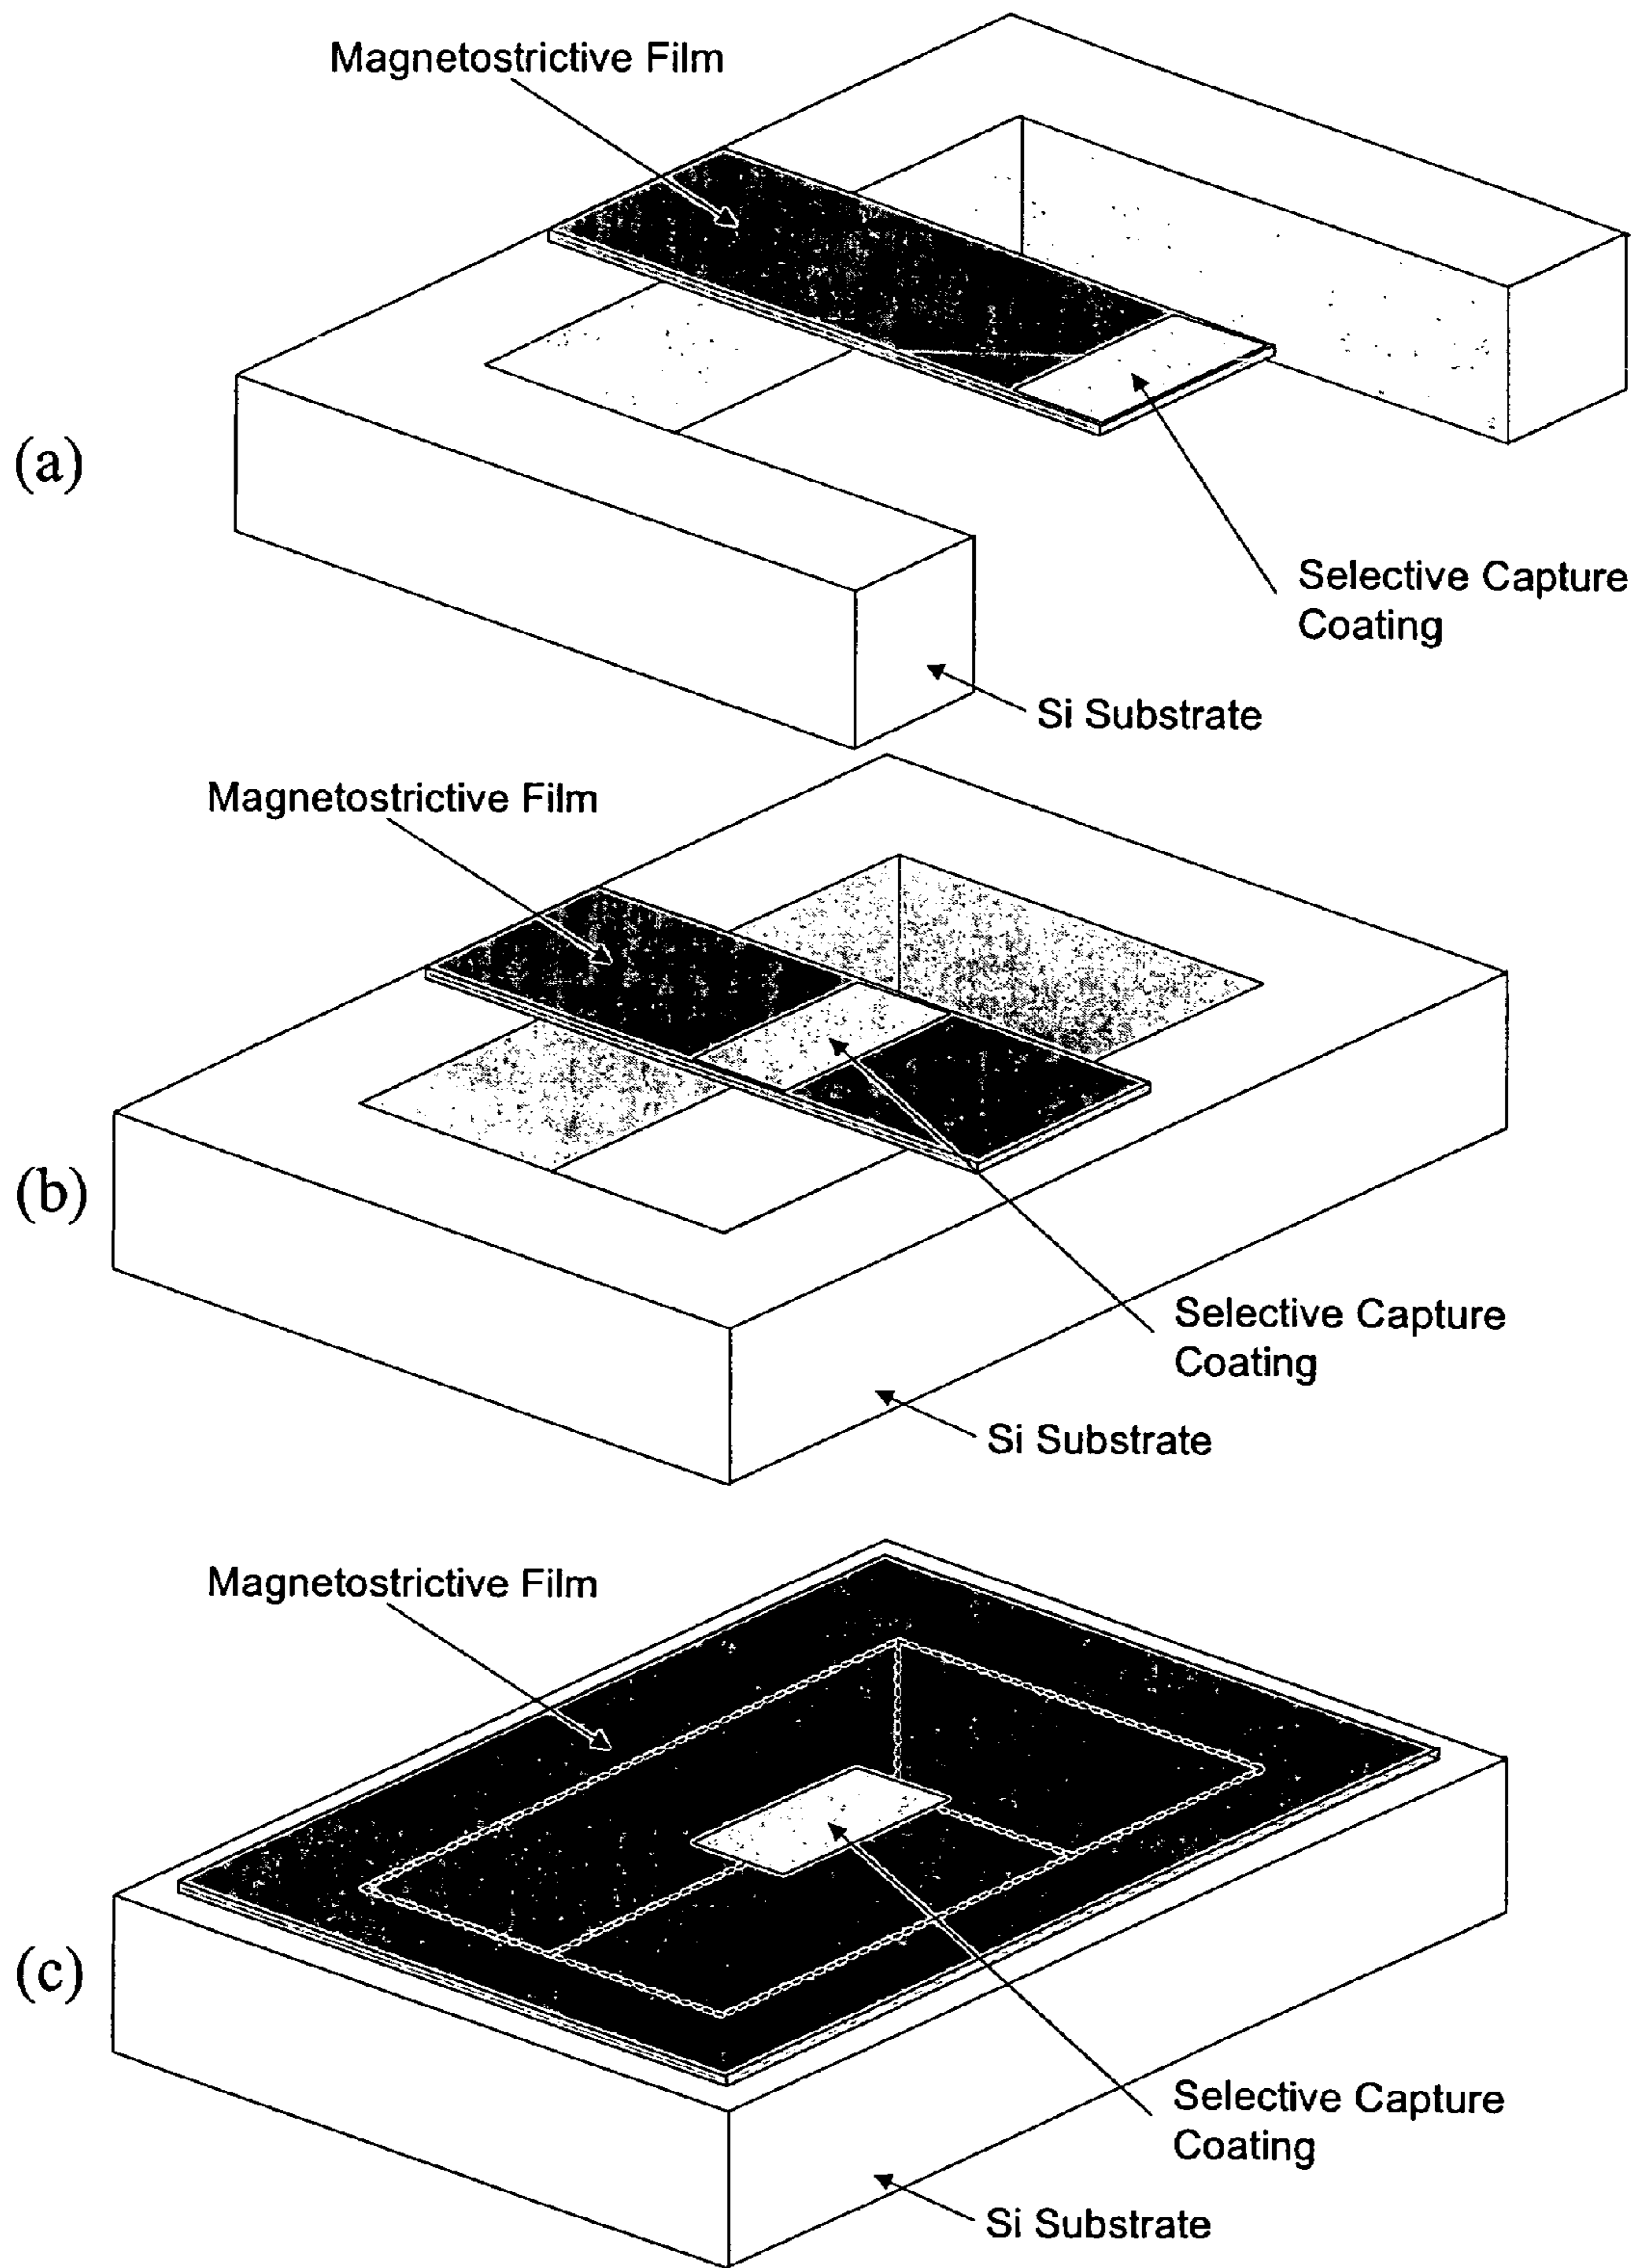 Magnetostrictive Film
(a)
Selective Capture
Coating
Si Substrate
Magnetostrictive Film
(b)
Selective Capture
Coating
Si Substrate
Magnetostrictive Film
(c)
Selective Capture
Coating
Si Substrate